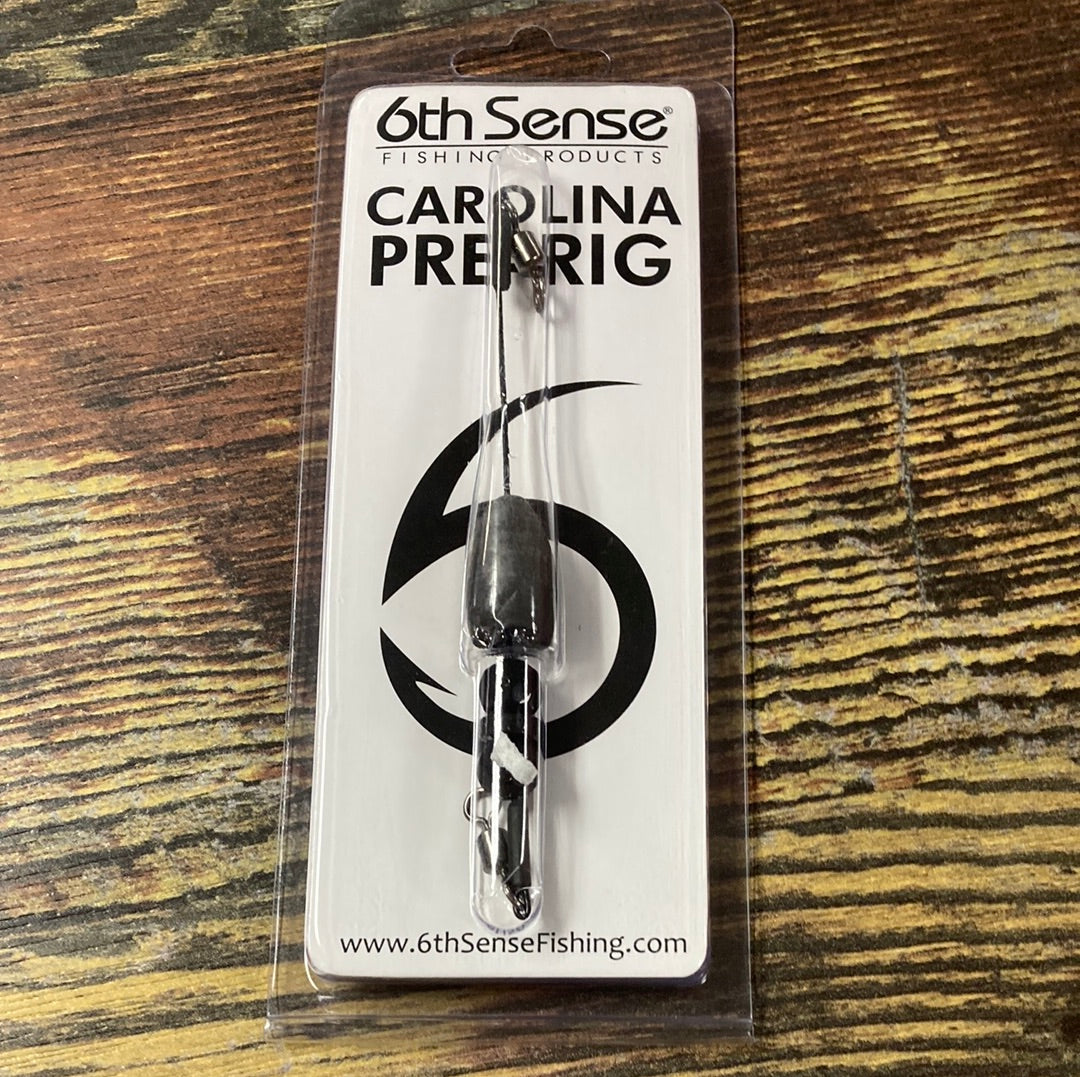 6th Sense®
FISHING PRODUCTS
CAROLINA
PRE-RIG
www.6thSenseFishing.com